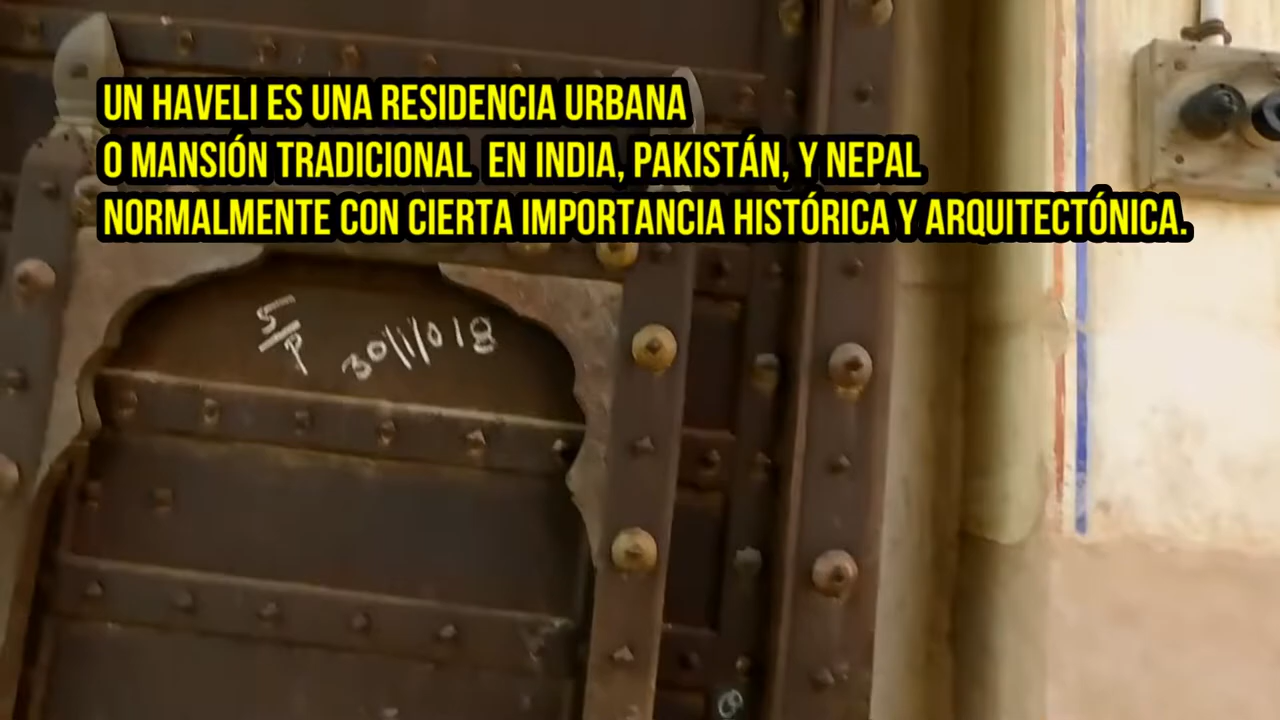 UN HAVELI ES UNA RESIDENCIA URBANA
O MANSIÓN TRADICIONAL EN INDIA, PAKISTÁN, Y NEPAL
NORMALMENTE CON CIERTA IMPORTANCIA HISTÓRICA Y ARQUITECTÓNICA.
5/P 30/1/018